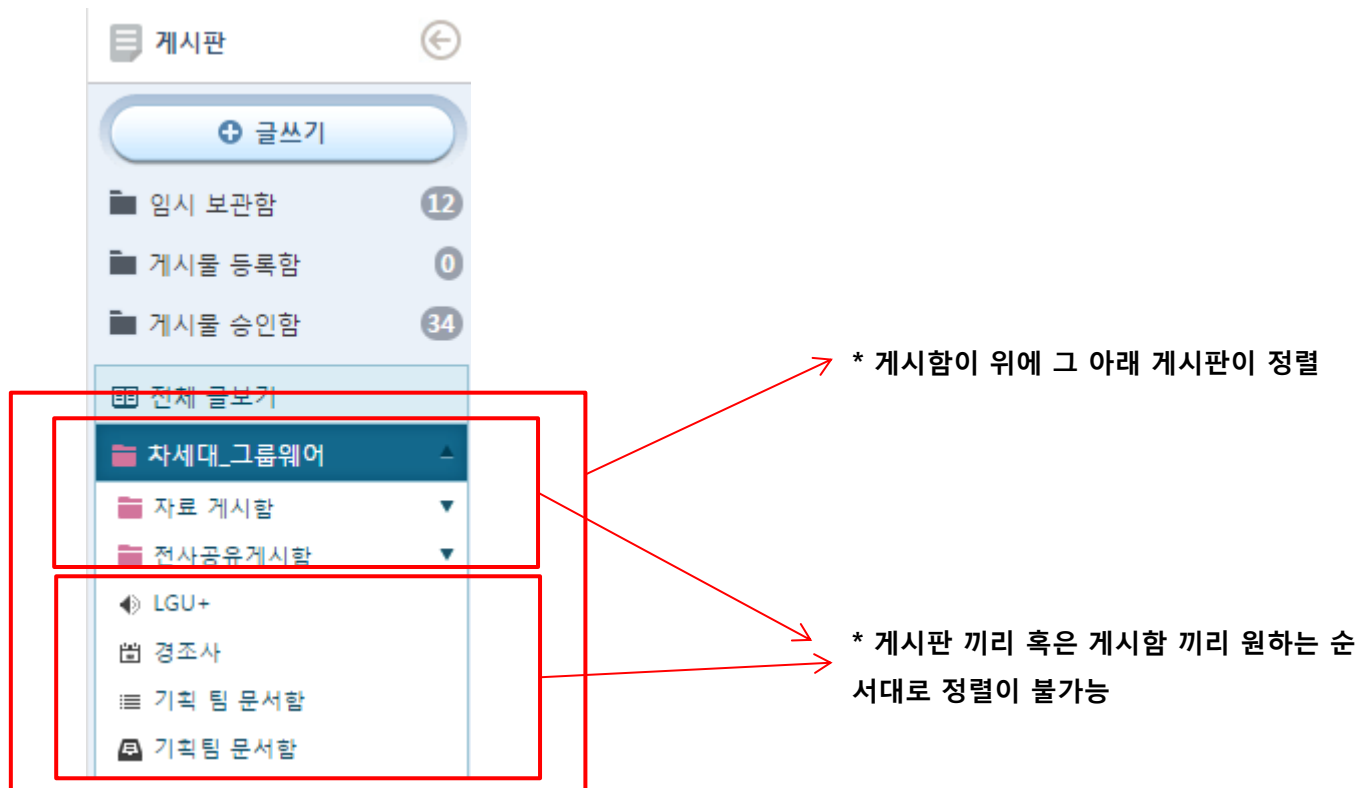 게시판
글쓰기
임시 보관함 12
게시물 등록함 0
게시물 승인함 34
전체 글보기
차세대_그룹웨어
자료 게시함
전사공유게시함
LGU+
경조사
기획 팀 문서함
기획팀 문서함
* 게시함이 위에 그 아래 게시판이 정렬
* 게시판 끼리 혹은 게시함 끼리 원하는 순
서대로 정렬이 불가능